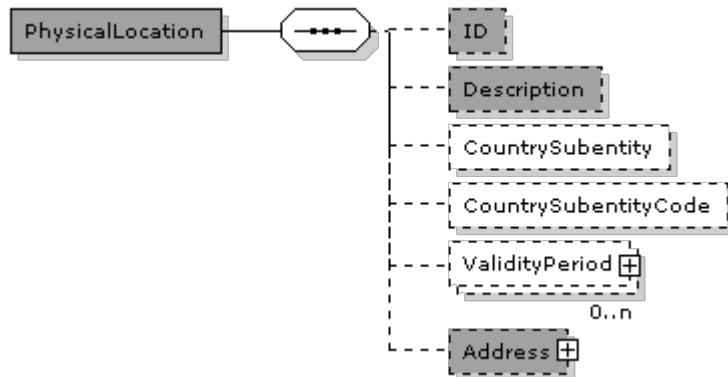 PhysicalLocation
ID
Description
CountrySubentity
CountrySubentityCode
ValidityPeriod
0..n
Address